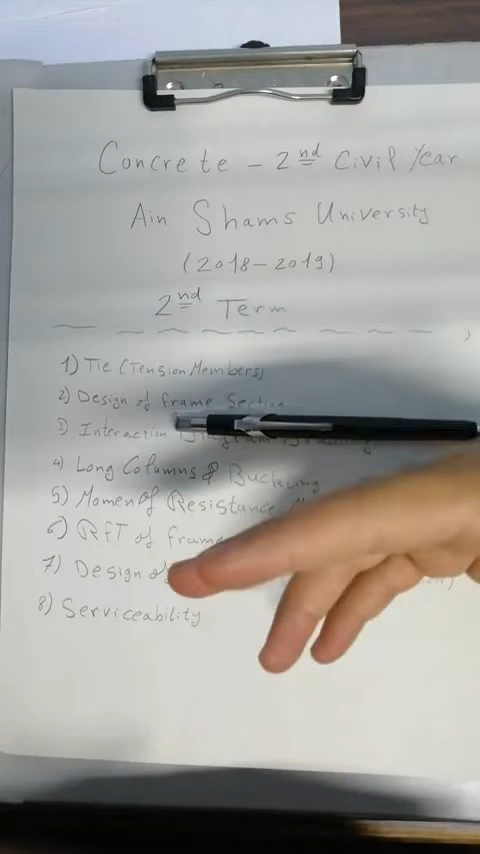 Concrete - 2nd Civil Year
Ain Shams University
(2018-2019)
2nd Term
1) Tie (Tension Members)
2) Design of frame Section
3) Interaction Diagram Drawing
4) Long Columns & Buckling
5) Moment of Resistance
6) RFT of frame
7) Design of
8) Serviceability